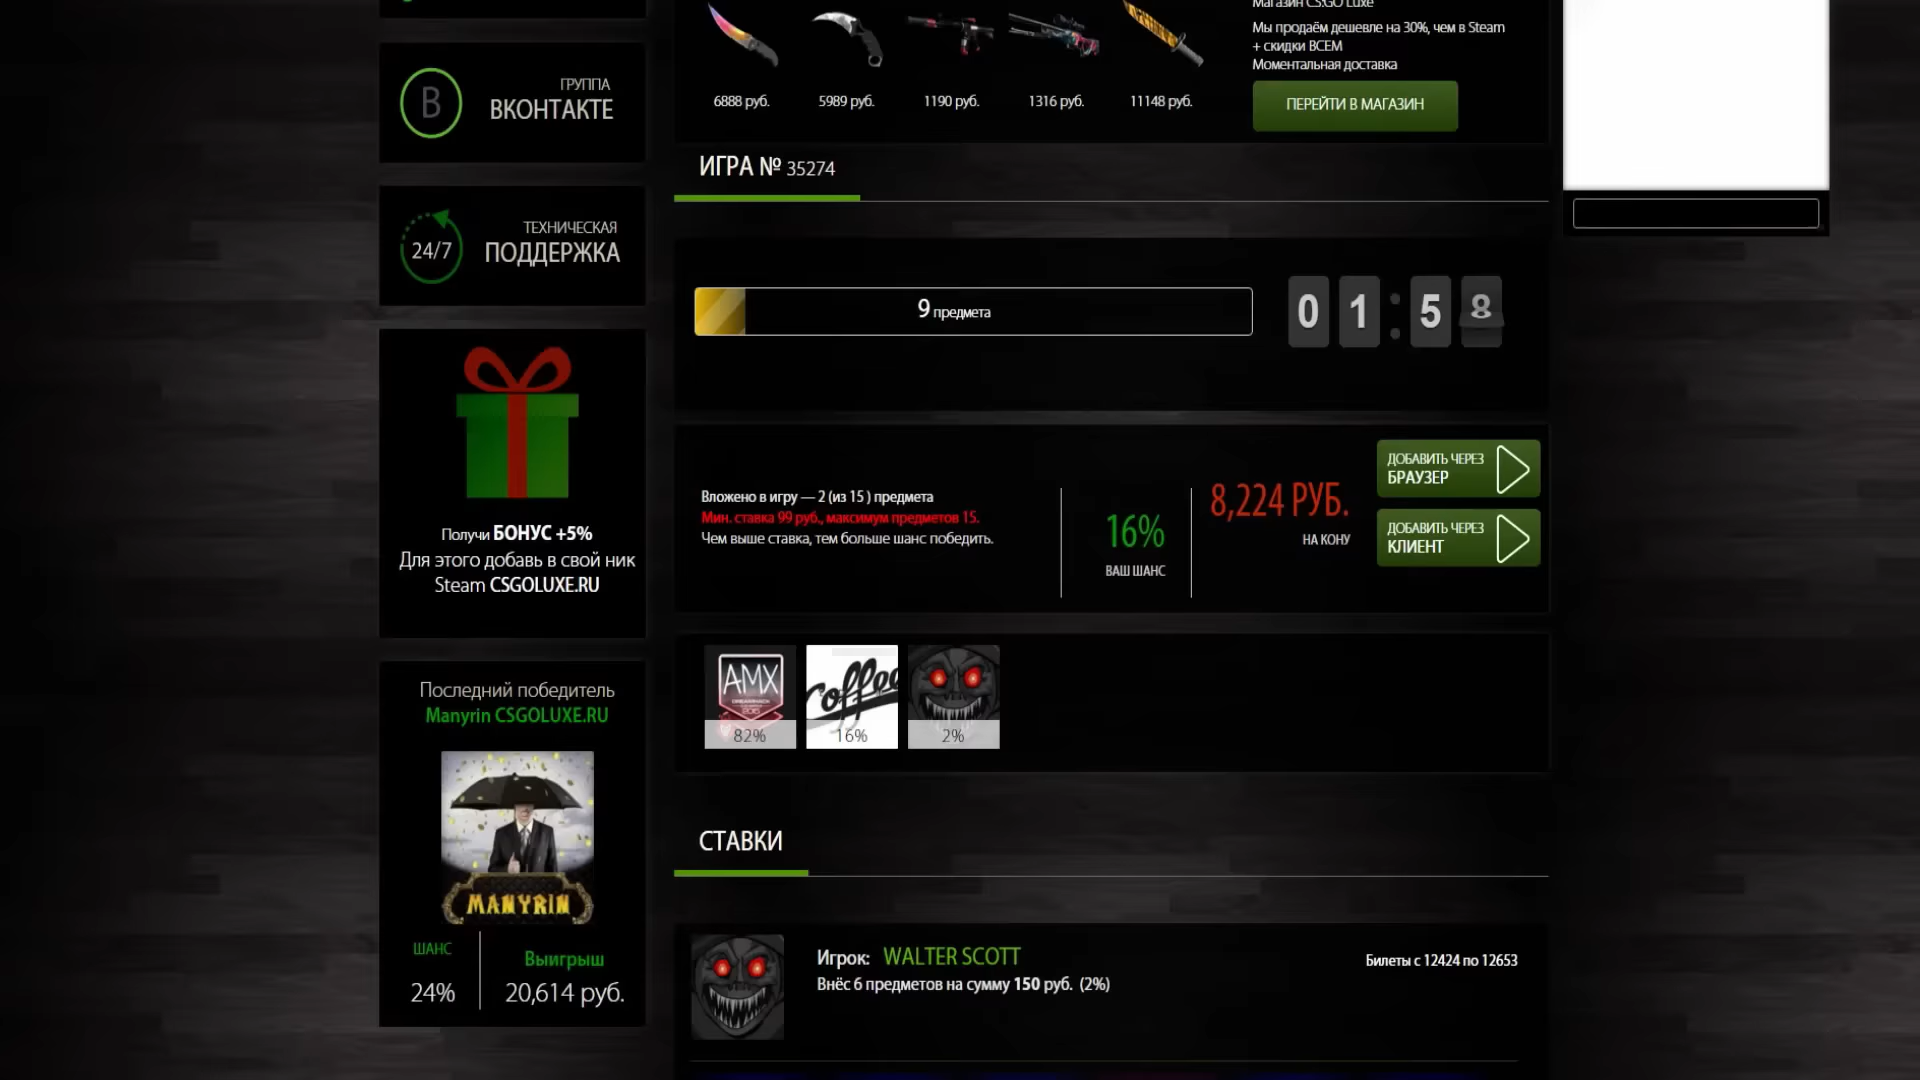 Магазин CS:GO Luxe
Мы продаём дешевле на 30%, чем в Steam
+ скидки ВСЕМ
Моментальная доставка
6888 руб.
5989 руб.
1190 руб.
1316 руб.
11148 руб.
ПЕРЕЙТИ В МАГАЗИН
B
ГРУППА
ВКОНТАКТЕ
24/7
ТЕХНИЧЕСКАЯ
ПОДДЕРЖКА
Получи БОНУС +5%
Для этого добавь в свой ник
Steam CSGOLUXE.RU
Последний победитель
Manyrin CSGOLUXE.RU
MANYRIN
ШАНС
24%
Выигрыш
20,614 руб.
ИГРА № 35274
9 предмета
01:58
Вложено в игру — 2 (из 15 ) предмета
Мин. ставка 99 руб., максимум предметов 15.
Чем выше ставка, тем больше шанс победить.
16%
ВАШ ШАНС
8,224 РУБ.
НА КОНУ
ДОБАВИТЬ ЧЕРЕЗ
БРАУЗЕР
ДОБАВИТЬ ЧЕРЕЗ
КЛИЕНТ
AMX
82%
Coffee
16%
2%
СТАВКИ
Игрок: WALTER SCOTT
Внёс 6 предметов на сумму 150 руб. (2%)
Билеты с 12424 по 12653